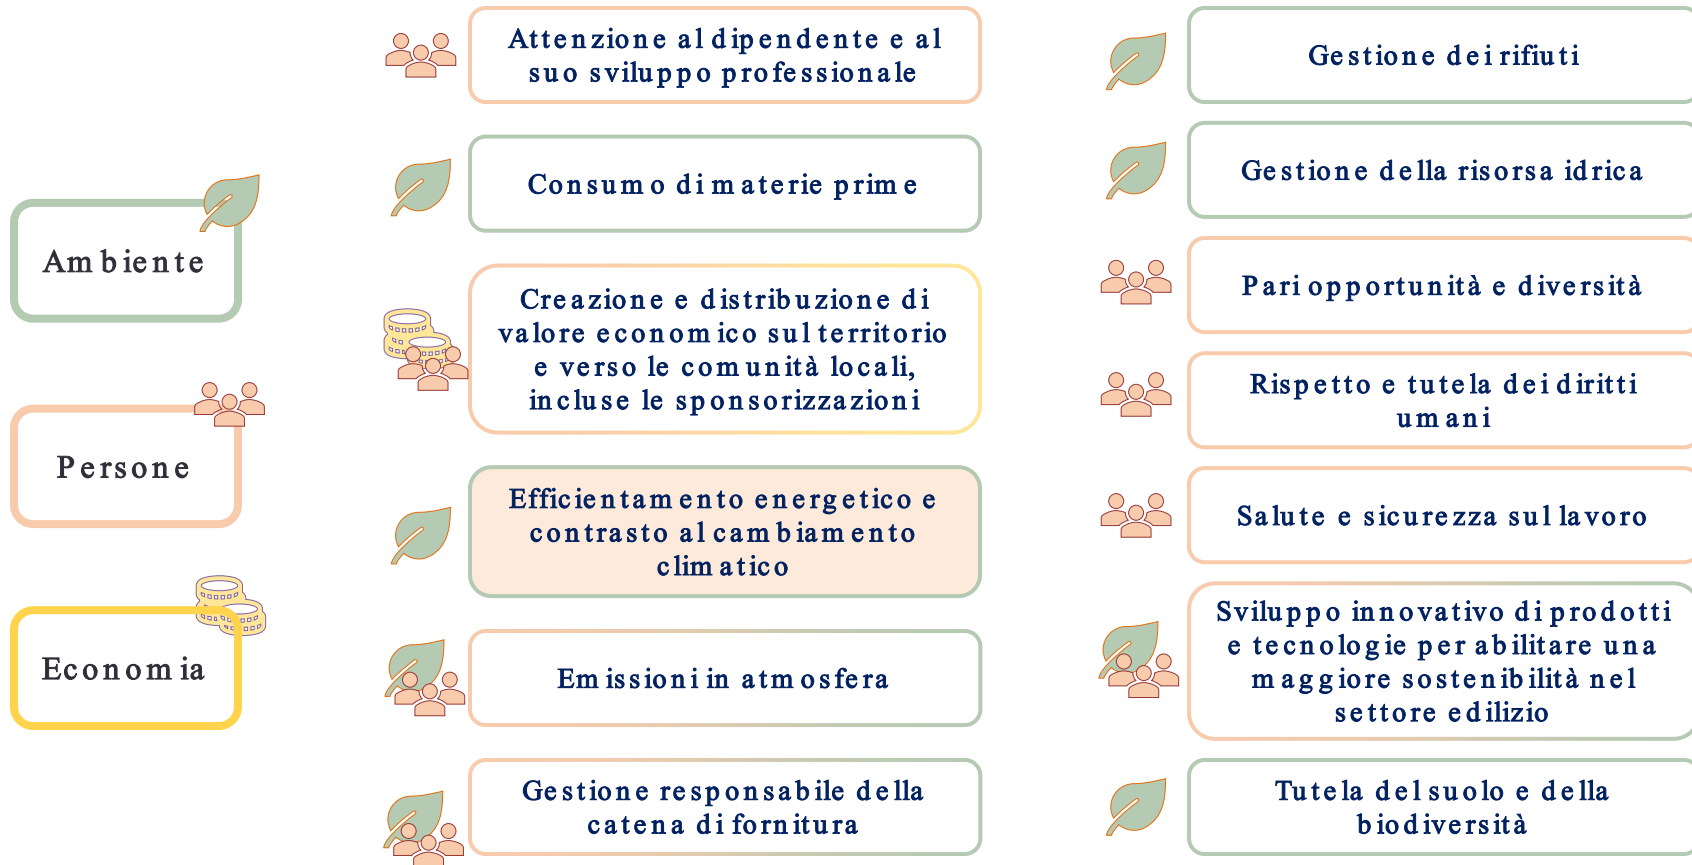 Ambiente
Persone
Economia
Attenzione al dipendente e al
suo sviluppo professionale
Consumo di materie prime
Creazione e distribuzione di
valore economico sul territorio
e verso le comunità locali,
incluse le sponsorizzazioni
Efficientamento energetico e
contrasto al cambiamento
climatico
Emissioni in atmosfera
Gestione responsabile della
catena di fornitura
Gestione dei rifiuti
Gestione della risorsa idrica
Pari opportunità e diversità
Rispetto e tutela dei diritti
umani
Salute e sicurezza sul lavoro
Sviluppo innovativo di prodotti
e tecnologie per abilitare una
maggiore sostenibilità nel
settore edilizio
Tutela del suolo e della
biodiversità